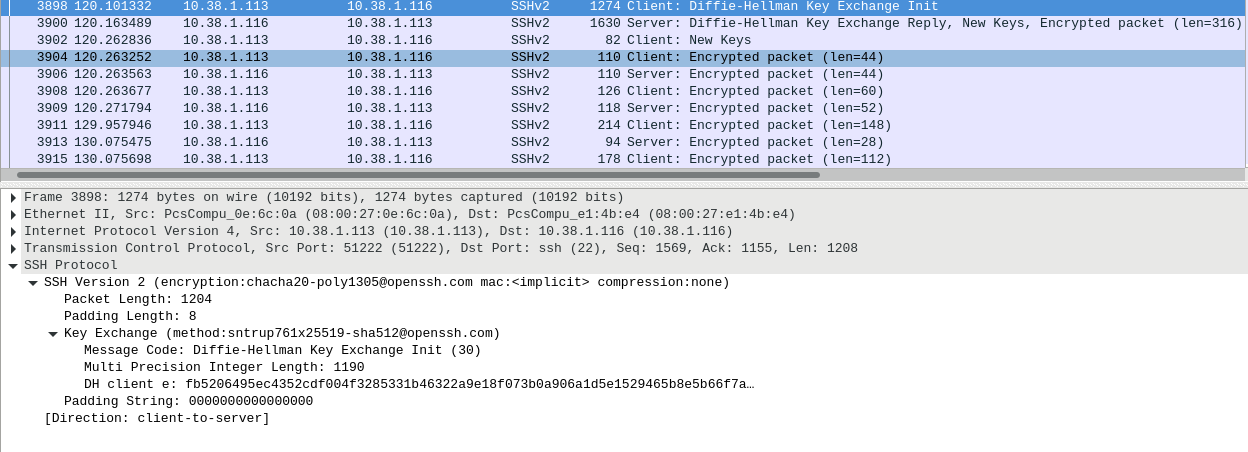 3898 120.101332 10.38.1.113 10.38.1.116 SSHv2 1274 Client: Diffie-Hellman Key Exchange Init
3900 120.163489 10.38.1.116 10.38.1.113 SSHv2 1630 Server: Diffie-Hellman Key Exchange Reply, New Keys, Encrypted packet (len=316)
3902 120.262836 10.38.1.113 10.38.1.116 SSHv2 82 Client: New Keys
3904 120.263252 10.38.1.113 10.38.1.116 SSHv2 110 Client: Encrypted packet (len=44)
3906 120.263563 10.38.1.116 10.38.1.113 SSHv2 110 Server: Encrypted packet (len=44)
3908 120.263677 10.38.1.113 10.38.1.116 SSHv2 126 Client: Encrypted packet (len=60)
3909 120.271794 10.38.1.116 10.38.1.113 SSHv2 118 Server: Encrypted packet (len=52)
3911 129.957946 10.38.1.113 10.38.1.116 SSHv2 214 Client: Encrypted packet (len=148)
3913 130.075475 10.38.1.116 10.38.1.113 SSHv2 94 Server: Encrypted packet (len=28)
3915 130.075698 10.38.1.113 10.38.1.116 SSHv2 178 Client: Encrypted packet (len=112)
Frame 3898: 1274 bytes on wire (10192 bits), 1274 bytes captured (10192 bits)
Ethernet II, Src: PcsCompu_0e:6c:0a (08:00:27:0e:6c:0a), Dst: PcsCompu_e1:4b:e4 (08:00:27:e1:4b:e4)
Internet Protocol Version 4, Src: 10.38.1.113 (10.38.1.113), Dst: 10.38.1.116 (10.38.1.116)
Transmission Control Protocol, Src Port: 51222 (51222), Dst Port: ssh (22), Seq: 1569, Ack: 1155, Len: 1208
SSH Protocol
SSH Version 2 (encryption:chacha20-poly1305@openssh.com mac:<implicit> compression:none)
Packet Length: 1204
Padding Length: 8
Key Exchange (method:sntrup761x25519-sha512@openssh.com)
Message Code: Diffie-Hellman Key Exchange Init (30)
Multi Precision Integer Length: 1190
DH client e: fb5206495ec4352cdf004f3285331b46322a9e18f073b0a906a1d5e1529465b8e5b66f7a…
Padding String: 0000000000000000
[Direction: client-to-server]